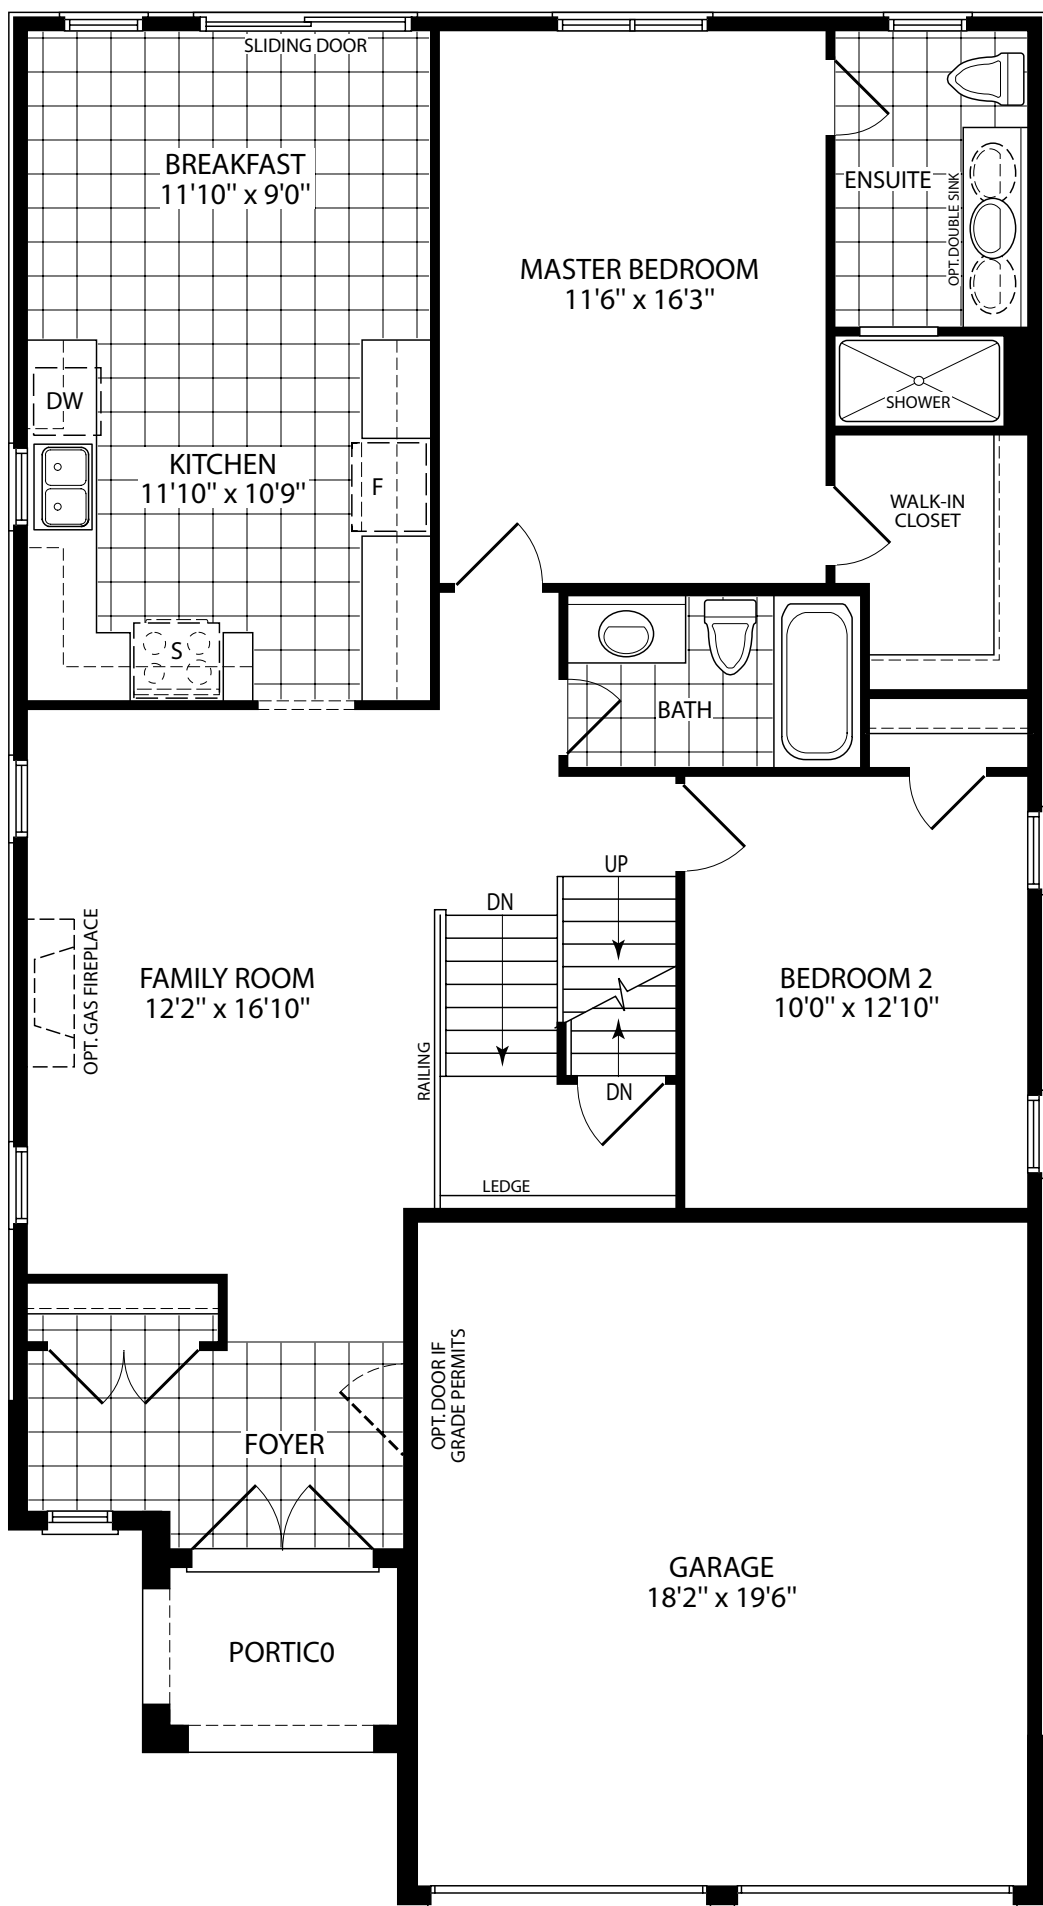 SLIDING DOOR
BREAKFAST
11'10" x 9'0"
ENSUITE
OPT. DOUBLE SINK
MASTER BEDROOM
11'6" x 16'3"
DW
SHOWER
KITCHEN
11'10" x 10'9"
F
WALK-IN
CLOSET
S
BATH
UP
DN
OPT. GAS FIREPLACE
FAMILY ROOM
12'2" x 16'10"
BEDROOM 2
10'0" x 12'10"
RAILING
DN
LEDGE
OPT. DOOR IF
GRADE PERMITS
FOYER
GARAGE
18'2" x 19'6"
PORTIC0